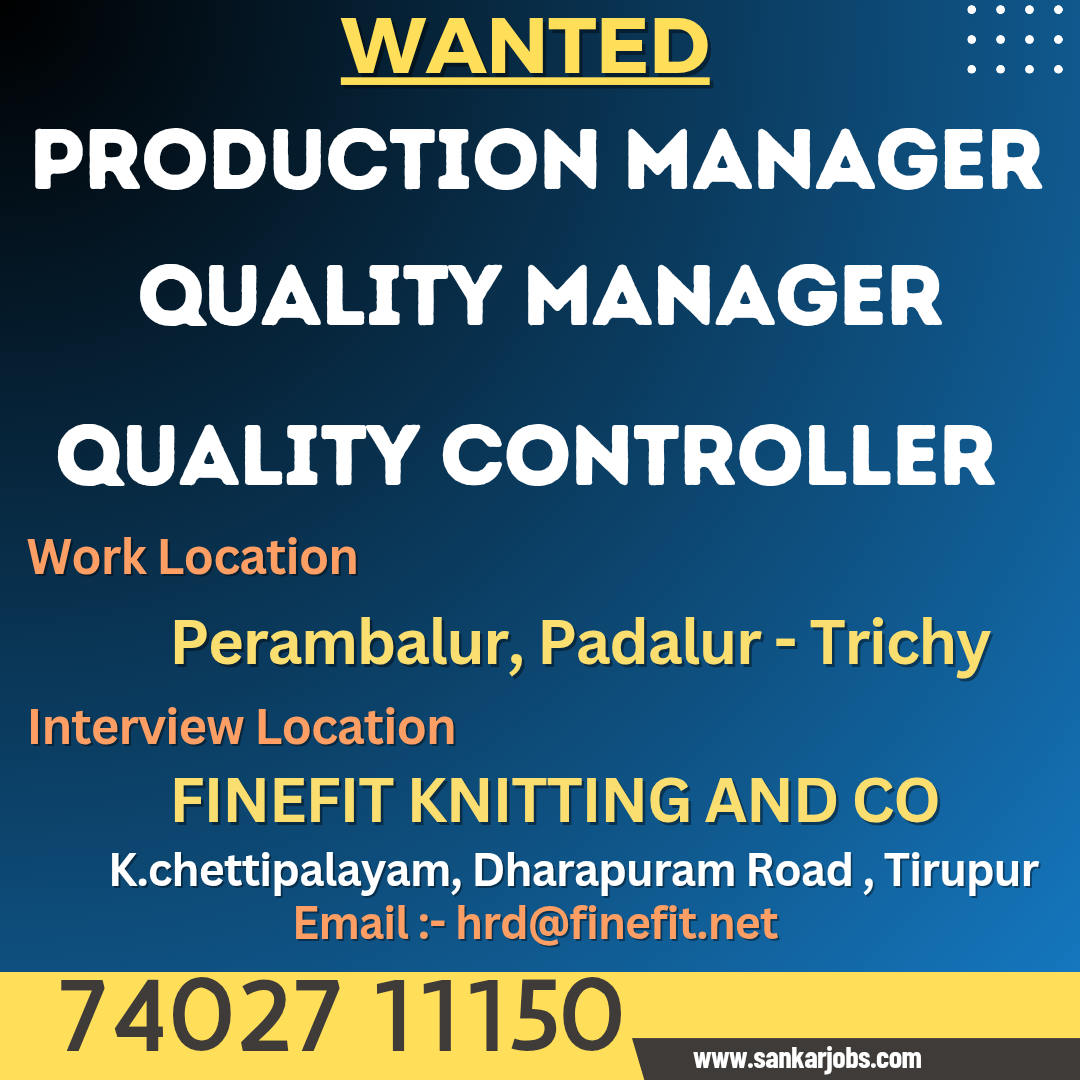 WANTED
PRODUCTION MANAGER
QUALITY MANAGER
QUALITY CONTROLLER
Work Location
Perambalur, Padalur - Trichy
Interview Location
FINEFIT KNITTING AND CO
K.chettipalayam, Dharapuram Road , Tirupur
Email :- hrd@finefit.net
74027 11150
www.sankarjobs.com